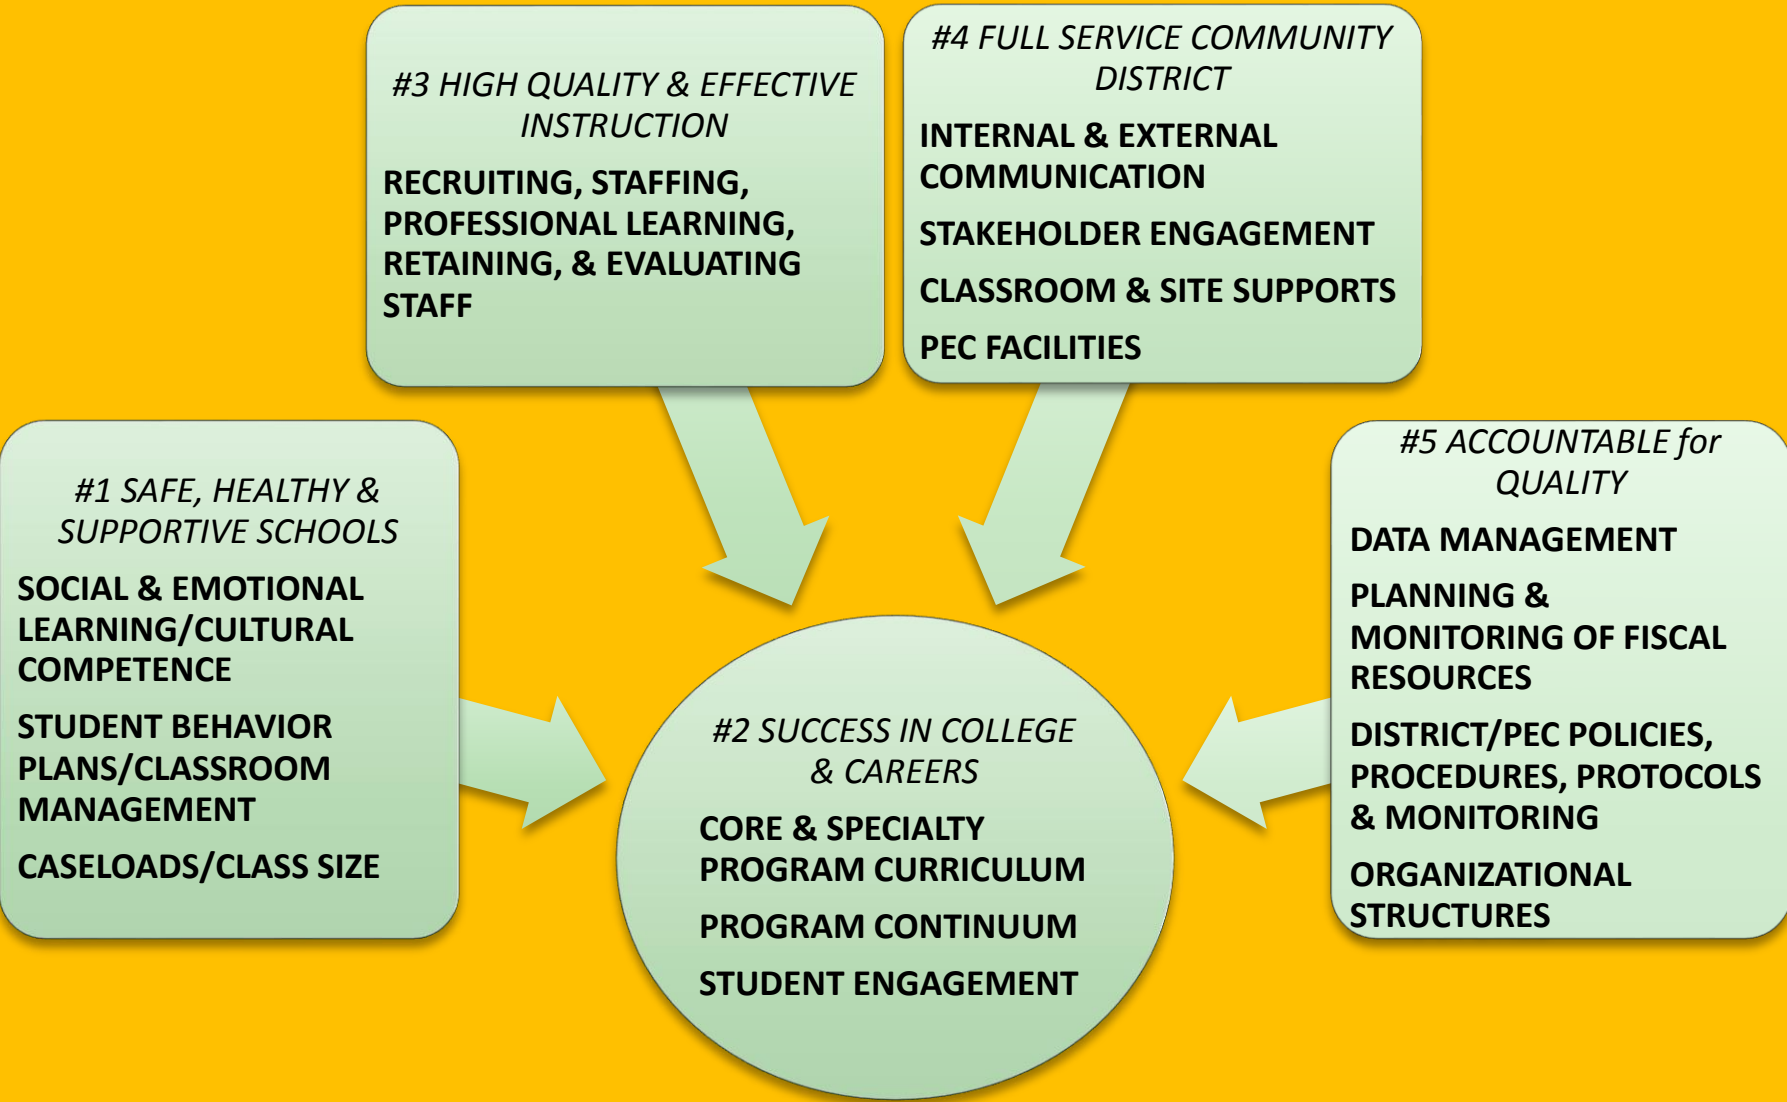 #3 HIGH QUALITY & EFFECTIVE
INSTRUCTION
RECRUITING, STAFFING,
PROFESSIONAL LEARNING,
RETAINING, & EVALUATING
STAFF
#4 FULL SERVICE COMMUNITY
DISTRICT
INTERNAL & EXTERNAL
COMMUNICATION
STAKEHOLDER ENGAGEMENT
CLASSROOM & SITE SUPPORTS
PEC FACILITIES
#1 SAFE, HEALTHY &
SUPPORTIVE SCHOOLS
SOCIAL & EMOTIONAL
LEARNING/CULTURAL
COMPETENCE
STUDENT BEHAVIOR
PLANS/CLASSROOM
MANAGEMENT
CASELOADS/CLASS SIZE
#2 SUCCESS IN COLLEGE
& CAREERS
CORE & SPECIALTY
PROGRAM CURRICULUM
PROGRAM CONTINUUM
STUDENT ENGAGEMENT
#5 ACCOUNTABLE for
QUALITY
DATA MANAGEMENT
PLANNING &
MONITORING OF FISCAL
RESOURCES
DISTRICT/PEC POLICIES,
PROCEDURES, PROTOCOLS
& MONITORING
ORGANIZATIONAL
STRUCTURES